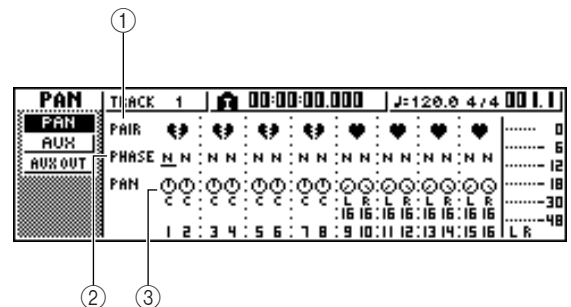 1
PAN TRACK 1 00:00:00.000 ♩=120.0 4/4 001.1
PAN
AUX
AUX OUT
PAIR
PHASE N N N N N N N N N N N N N N N N
PAN
C C C C C C C C L R L R L R L R
16 16 16 16 16 16 16 16
1 2 3 4 5 6 7 8 9 10 11 12 13 14 15 16
0
6
12
18
30
48
L R
2 3